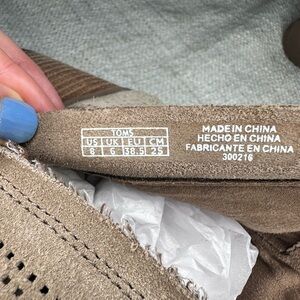 TOMS
US UK EU CM
8 6 38.5 25
MADE IN CHINA
HECHO EN CHINA
FABRICANTE EN CHINA
300216